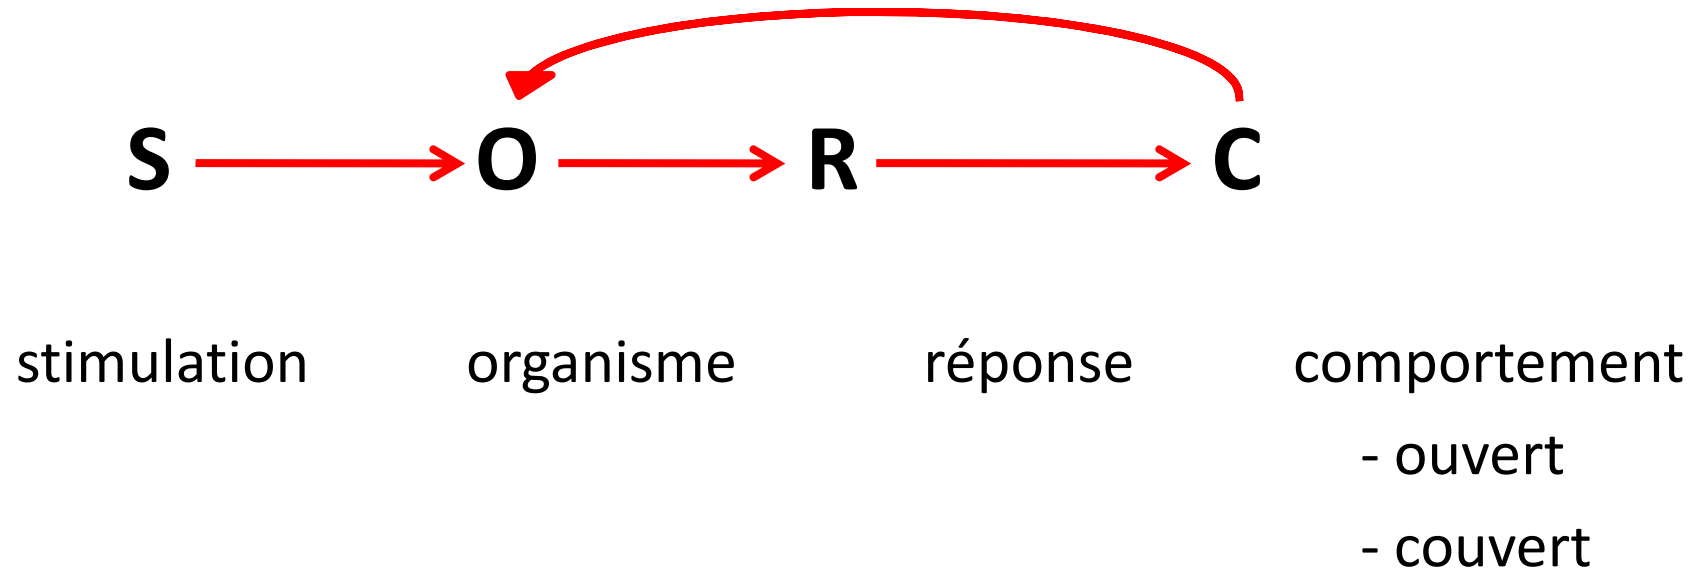 S O R C
stimulation organisme réponse comportement
- ouvert
- couvert